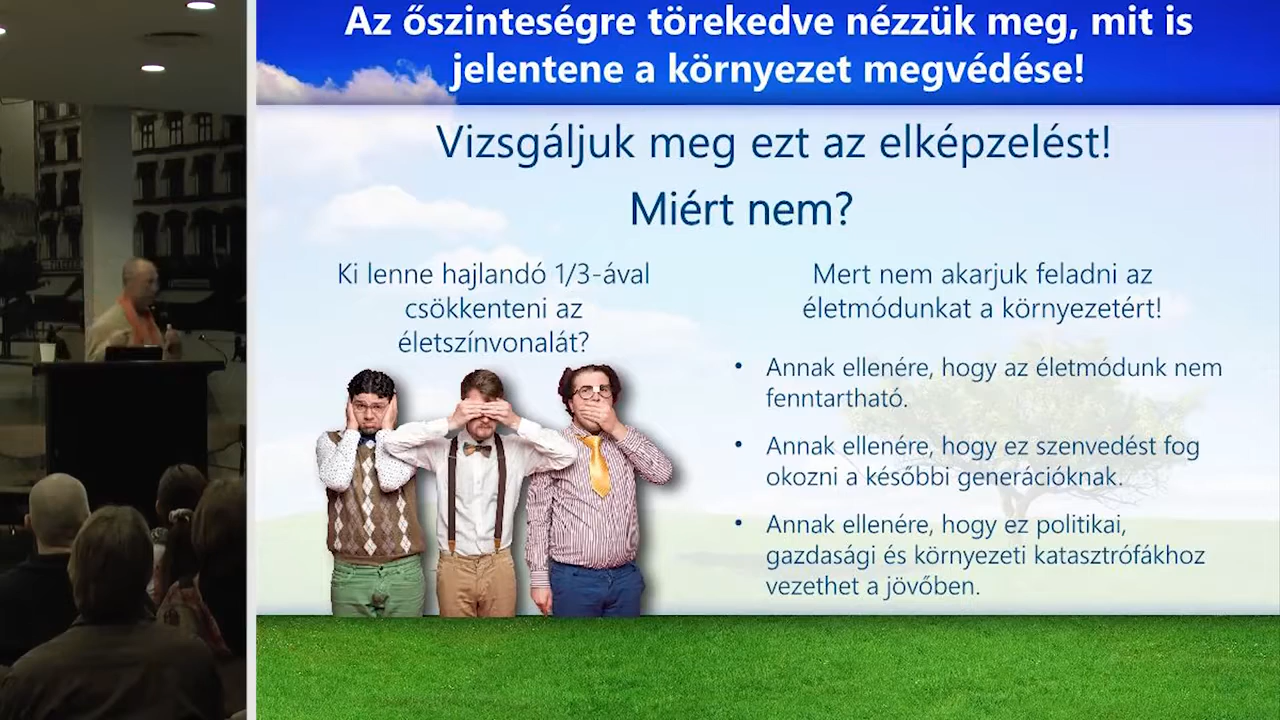 Az őszinteségre törekedve nézzük meg, mit is
jelentene a környezet megvédése!
Vizsgáljuk meg ezt az elképzelést!
Miért nem?
Ki lenne hajlandó 1/3-ával
csökkenteni az
életszínvonalát?
Mert nem akarjuk feladni az
életmódunkat a környezetért!
• Annak ellenére, hogy az életmódunk nem
fenntartható.
• Annak ellenére, hogy ez szenvedést fog
okozni a későbbi generációknak.
• Annak ellenére, hogy ez politikai,
gazdasági és környezeti katasztrófákhoz
vezethet a jövőben.